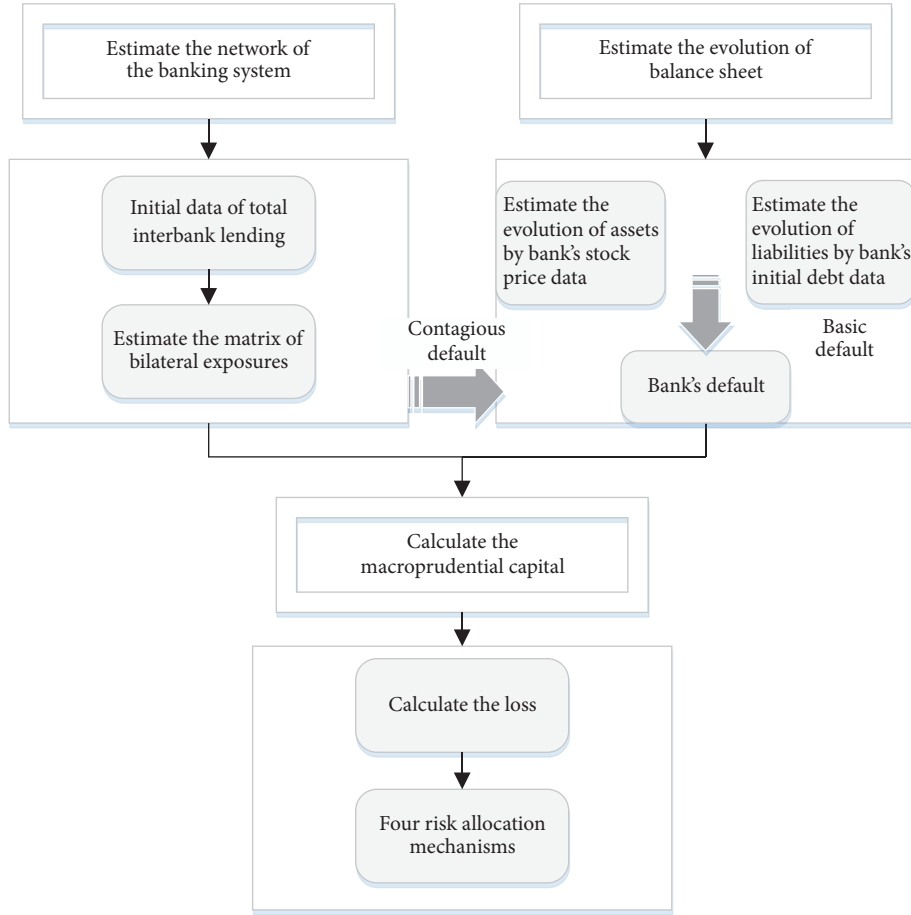 Estimate the network of
the banking system
Estimate the evolution of
balance sheet
Initial data of total
interbank lending
Estimate the matrix of
bilateral exposures
Contagious
default
Estimate the
evolution of assets
by bank's stock
price data
Estimate the
evolution of
liabilities by bank's
initial debt data
Basic
default
Bank's default
Calculate the
macroprudential capital
Calculate the loss
Four risk allocation
mechanisms